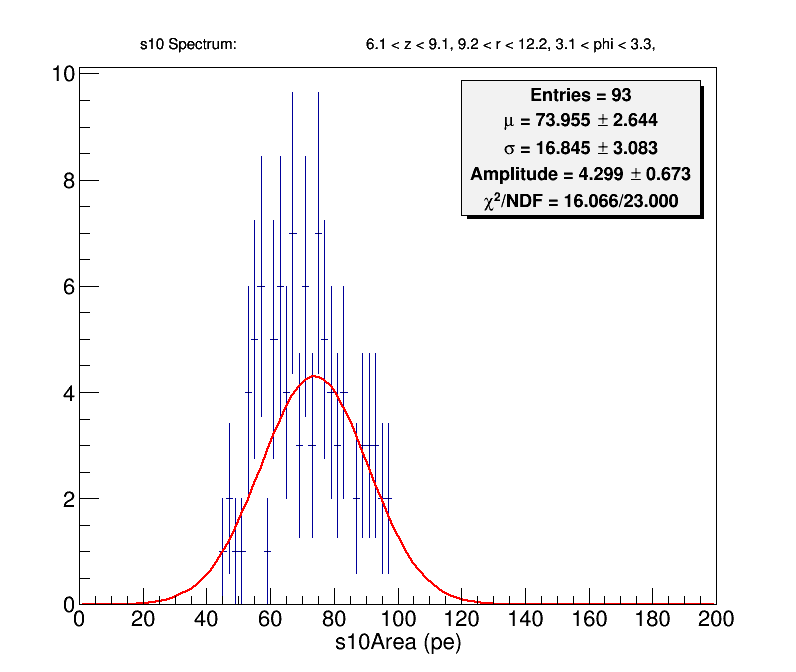 s10 Spectrum: 6.1 < z < 9.1, 9.2 < r < 12.2, 3.1 < phi < 3.3,
Entries = 93
μ = 73.955 ± 2.644
σ = 16.845 ± 3.083
Amplitude = 4.299 ± 0.673
χ²/NDF = 16.066/23.000
10
8
6
4
2
0
0 20 40 60 80 100 120 140 160 180 200
s10Area (pe)